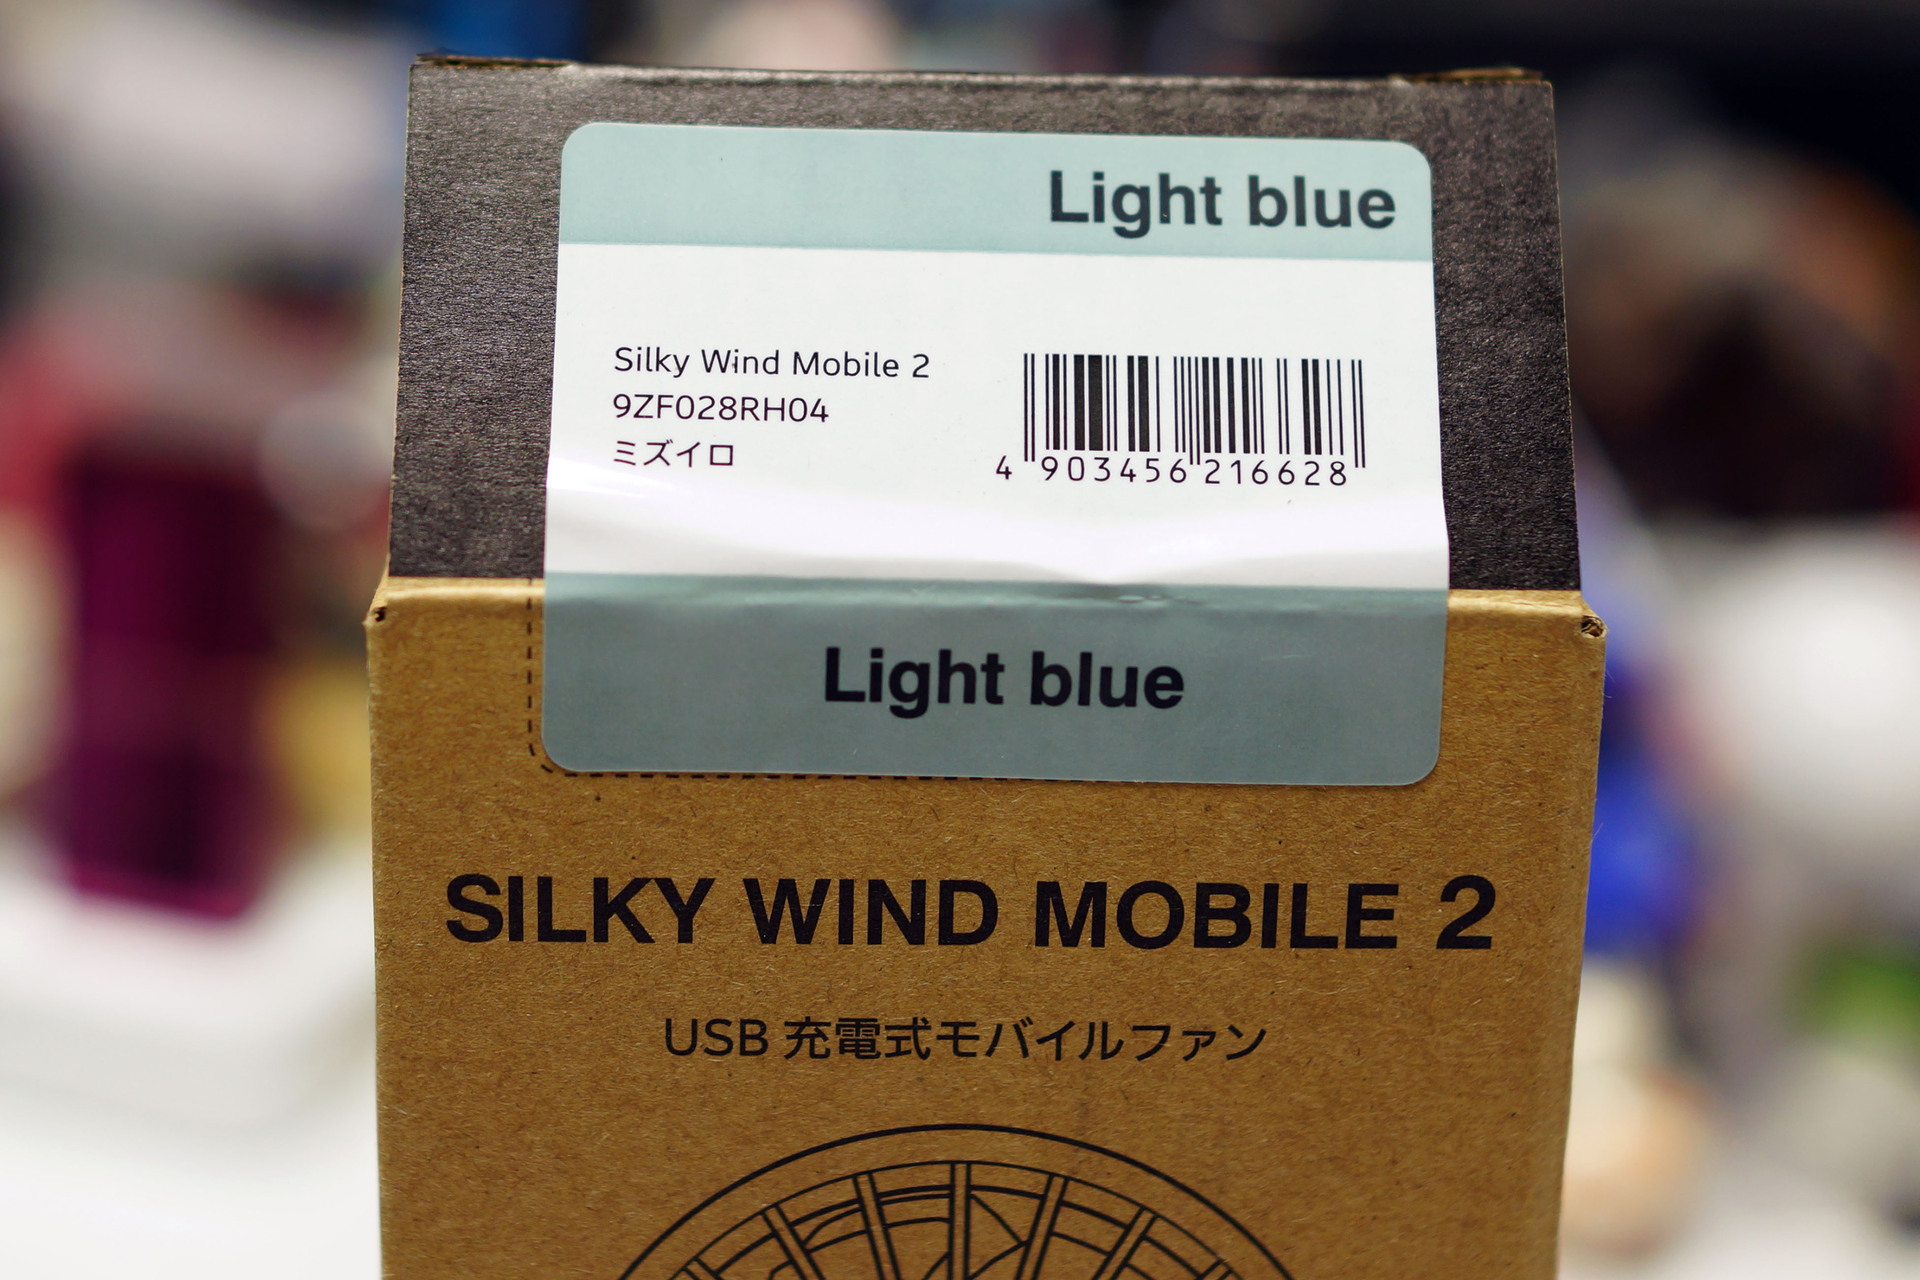 Light blue
Silky Wind Mobile 2
9ZF028RH04
ミズイロ
4 903456 216628
Light blue
SILKY WIND MOBILE 2
USB 充電式モバイルファン